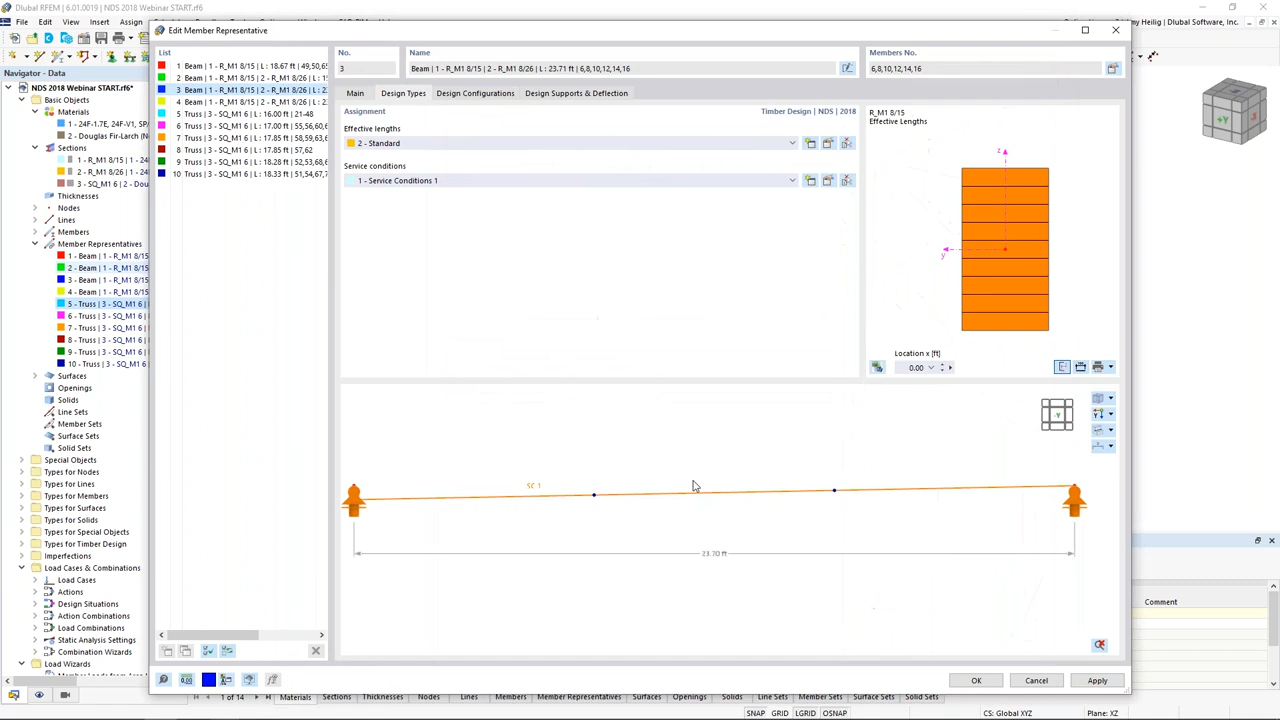 Dlubal RFEM | 6.01.0019 | NDS 2018 Webinar START.rf6
File Edit View Insert Assign
Heilig | Dlubal Software, Inc.
Navigator - Data
NDS 2018 Webinar START.rf6*
Basic Objects
Materials
1 - 24F-1.7E, 24F-V1, SP/
2 - Douglas Fir-Larch (N
Sections
1 - R_M1 8/15 | 1 - 24
2 - R_M1 8/26 | 1 - 24
3 - SQ_M1 6 | 2 - Dou
Thicknesses
Nodes
Lines
Members
Member Representatives
1 - Beam | 1 - R_M1 8/15
2 - Beam | 1 - R_M1 8/15
3 - Beam | 1 - R_M1 8/15
4 - Beam | 1 - R_M1 8/15
5 - Truss | 3 - SQ_M1 6 |
6 - Truss | 3 - SQ_M1 6 |
7 - Truss | 3 - SQ_M1 6 |
8 - Truss | 3 - SQ_M1 6 |
9 - Truss | 3 - SQ_M1 6 |
10 - Truss | 3 - SQ_M1 6
Surfaces
Openings
Solids
Line Sets
Member Sets
Surface Sets
Solid Sets
Special Objects
Types for Nodes
Types for Lines
Types for Members
Types for Surfaces
Types for Solids
Types for Special Objects
Types for Timber Design
Imperfections
Load Cases & Combinations
Load Cases
Actions
Design Situations
Action Combinations
Load Combinations
Static Analysis Settings
Combination Wizards
Load Wizards
Edit Member Representative
List
1 Beam | 1 - R_M1 8/15 | L : 18.67 ft | 49,50,65
2 Beam | 1 - R_M1 8/15 | 2 - R_M1 8/26 | L : 1
3 Beam | 1 - R_M1 8/15 | 2 - R_M1 8/26 | L : 2
4 Beam | 1 - R_M1 8/15 | 2 - R_M1 8/26 | L : 2
5 Truss | 3 - SQ_M1 6 | L : 16.00 ft | 21-48
6 Truss | 3 - SQ_M1 6 | L : 17.00 ft | 55,56,60,6
7 Truss | 3 - SQ_M1 6 | L : 17.85 ft | 58,59,63,6
8 Truss | 3 - SQ_M1 6 | L : 17.85 ft | 57,62
9 Truss | 3 - SQ_M1 6 | L : 18.28 ft | 52,53,68,6
10 Truss | 3 - SQ_M1 6 | L : 18.33 ft | 51,54,67,7
No.
3
Name
Beam | 1 - R_M1 8/15 | 2 - R_M1 8/26 | L : 23.71 ft | 6,8,10,12,14,16
Members No.
6,8,10,12,14,16
Main Design Types Design Configurations Design Supports & Deflection
Assignment Timber Design | NDS | 2018
Effective lengths
2 - Standard
Service conditions
1 - Service Conditions 1
R_M1 8/15
Effective Lengths
z
y
Location x [ft]
0.00
-Y
SC 1
23.70 ft
OK Cancel Apply
+Y
Comment
1 of 14 Materials Sections Thicknesses Nodes Lines Members Member Representatives Surfaces Openings Solids Line Sets Member Sets Surface Sets Solid Sets
SNAP GRID LGRID OSNAP CS: Global XYZ Plane: XZ